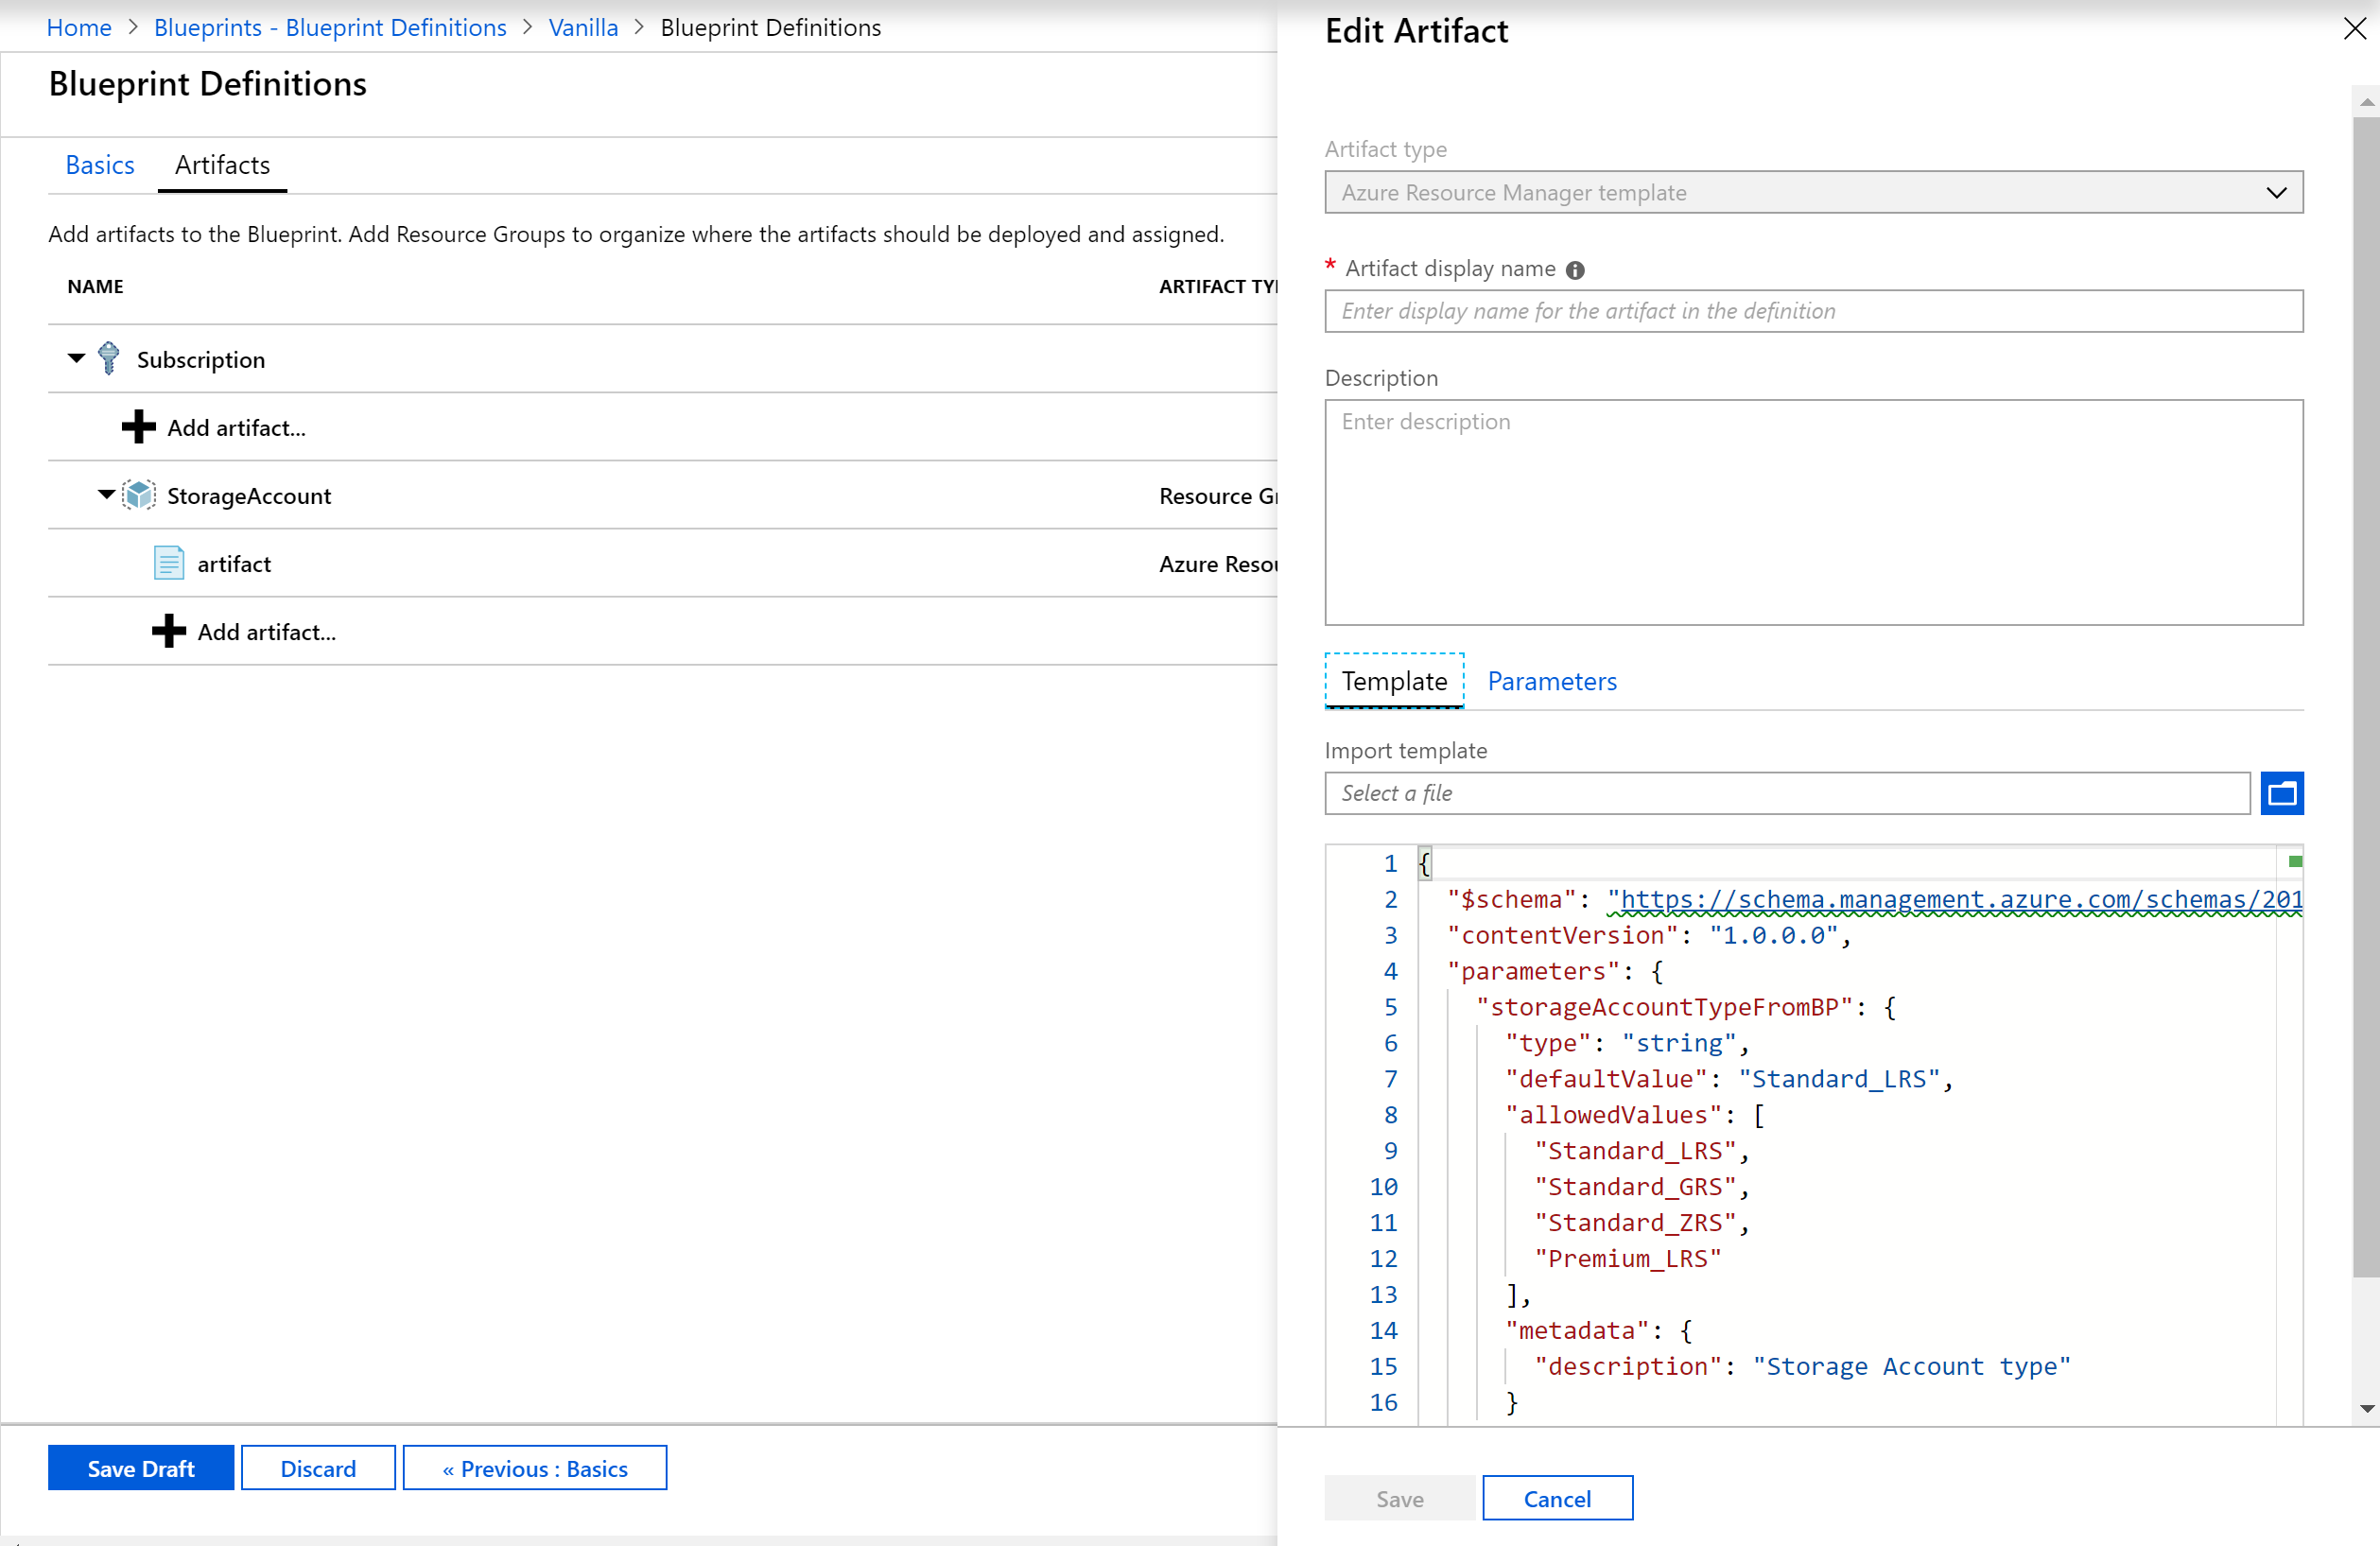 Home > Blueprints - Blueprint Definitions > Vanilla > Blueprint Definitions
Blueprint Definitions
Basics Artifacts
Add artifacts to the Blueprint. Add Resource Groups to organize where the artifacts should be deployed and assigned.
NAME ARTIFACT TYP
Subscription
Add artifact...
StorageAccount Resource Gr
artifact Azure Resou
Add artifact...
Save Draft Discard « Previous : Basics
Edit Artifact
Artifact type
Azure Resource Manager template
* Artifact display name
Enter display name for the artifact in the definition
Description
Enter description
Template Parameters
Import template
Select a file
1 {
2 "$schema": "https://schema.management.azure.com/schemas/201
3 "contentVersion": "1.0.0.0",
4 "parameters": {
5 "storageAccountTypeFromBP": {
6 "type": "string",
7 "defaultValue": "Standard_LRS",
8 "allowedValues": [
9 "Standard_LRS",
10 "Standard_GRS",
11 "Standard_ZRS",
12 "Premium_LRS"
13 ],
14 "metadata": {
15 "description": "Storage Account type"
16 }
Save Cancel